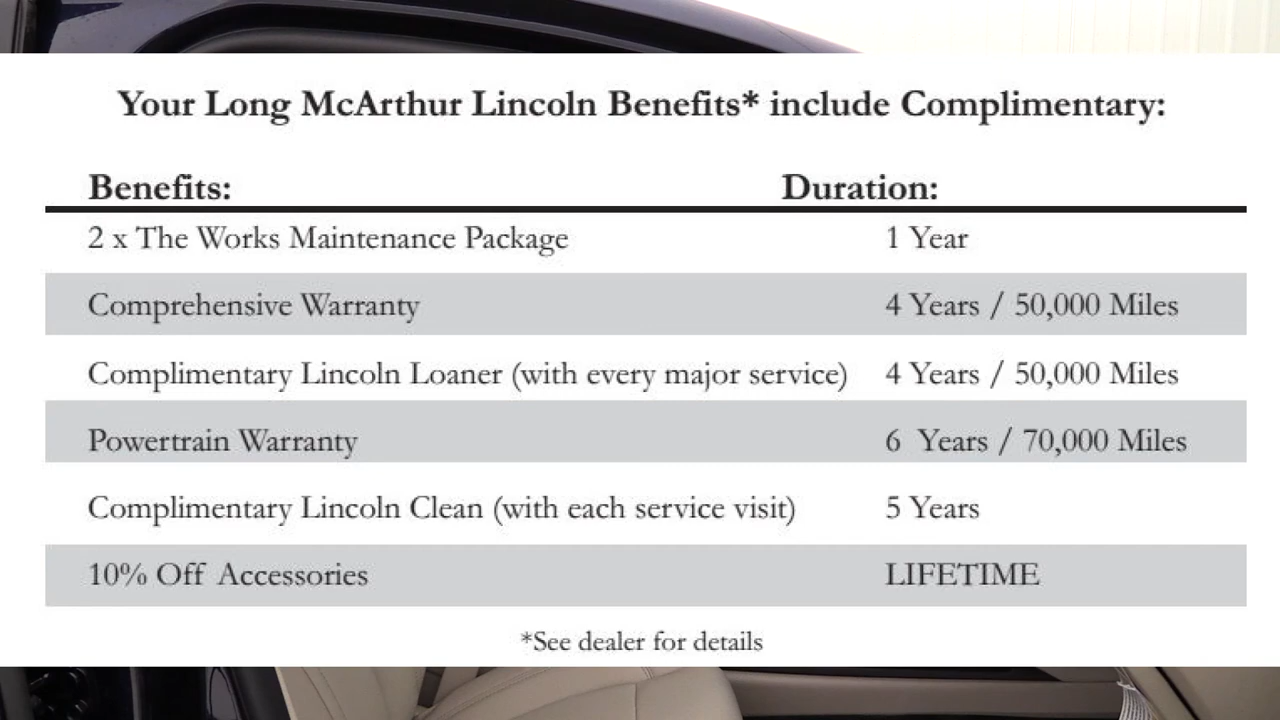 Your Long McArthur Lincoln Benefits* include Complimentary:
Benefits: Duration:
2 x The Works Maintenance Package 1 Year
Comprehensive Warranty 4 Years / 50,000 Miles
Complimentary Lincoln Loaner (with every major service) 4 Years / 50,000 Miles
Powertrain Warranty 6 Years / 70,000 Miles
Complimentary Lincoln Clean (with each service visit) 5 Years
10% Off Accessories LIFETIME
*See dealer for details